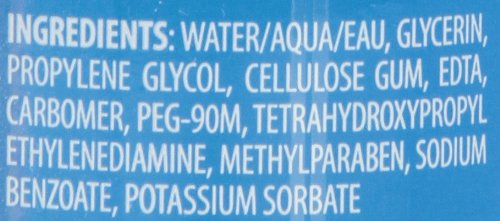 INGREDIENTS: WATER/AQUA/EAU, GLYCERIN,
PROPYLENE GLYCOL, CELLULOSE GUM, EDTA,
CARBOMER, PEG-90M, TETRAHYDROXYPROPYL
ETHYLENEDIAMINE, METHYLPARABEN, SODIUM
BENZOATE, POTASSIUM SORBATE